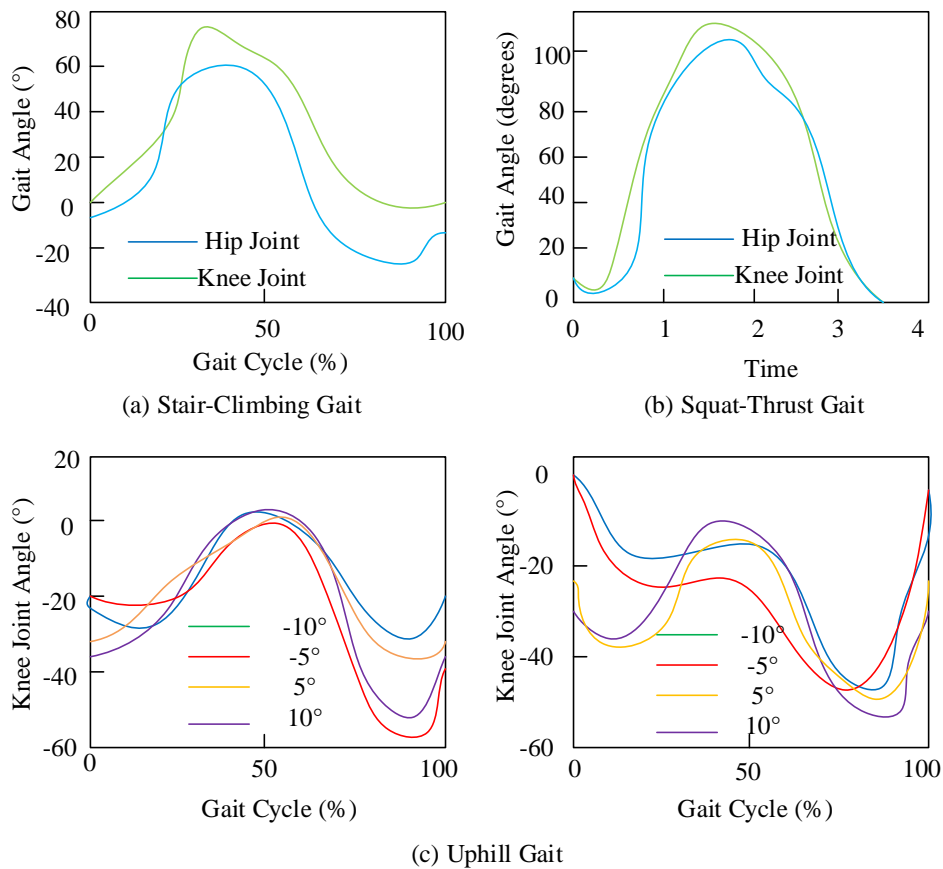 80
60
40
20
0
-20
-40
Gait Angle (°)
Hip Joint
Knee Joint
0
50
100
Gait Cycle (%)
(a) Stair-Climbing Gait
100
80
60
40
20
0
Gait Angle (degrees)
Hip Joint
Knee Joint
0
1
2
3
4
Time
(b) Squat-Thrust Gait
20
0
-20
-40
-60
Knee Joint Angle (°)
-10°
-5°
5°
10°
0
50
100
Gait Cycle (%)
0
-20
-40
-60
Knee Joint Angle (°)
-10°
-5°
5°
10°
0
50
100
Gait Cycle (%)
(c) Uphill Gait